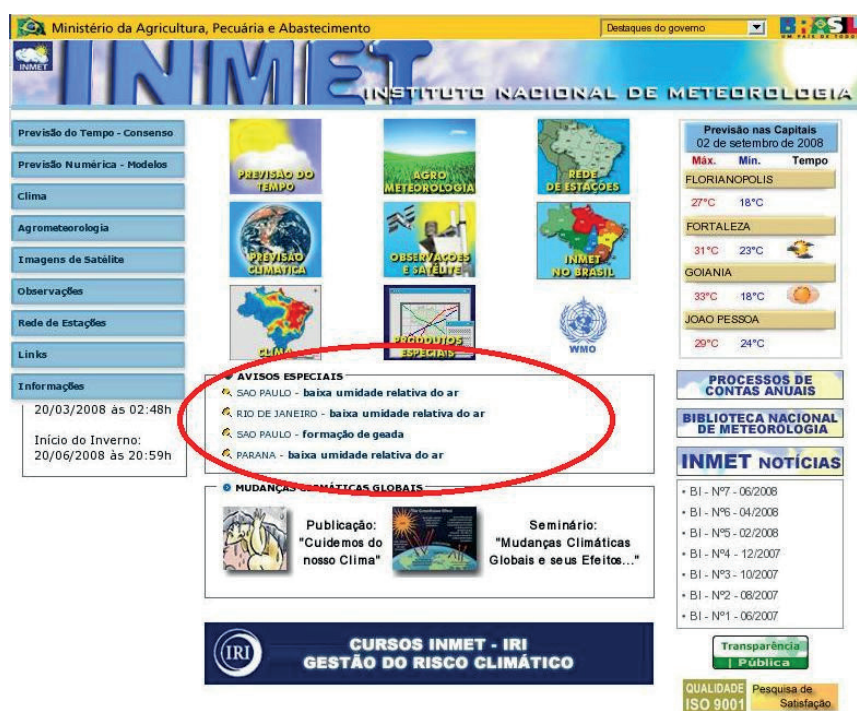 Ministério da Agricultura, Pecuária e Abastecimento
Destaques do governo
BRASIL
UM PAÍS DE TODOS
INMET
INMET
INSTITUTO NACIONAL DE METEOROLOGIA
Previsão do Tempo - Consenso
Previsão Numérica - Modelos
Clima
Agrometeorologia
Imagens de Satélite
Observações
Rede de Estações
Links
Informações
20/03/2008 às 02:48h
Início do Inverno:
20/06/2008 às 20:59h
PREVISÃO DO
TEMPO
AGRO
METEOROLOGIA
REDE
DE ESTAÇÕES
PREVISÃO
CLIMATICA
OBSERVAÇÕES
E SATÉLITE
INMET
NO BRASIL
CLIMA
PRODUTOS
ESPECIAIS
WMO
AVISOS ESPECIAIS
SAO PAULO - baixa umidade relativa do ar
RIO DE JANEIRO - baixa umidade relativa do ar
SAO PAULO - formação de geada
PARANA - baixa umidade relativa do ar
MUDANÇAS CLIMÁTICAS GLOBAIS
Publicação:
"Cuidemos do
nosso Clima"
Seminário:
"Mudanças Climáticas
Globais e seus Efeitos..."
IRI
CURSOS INMET - IRI
GESTÃO DO RISCO CLIMÁTICO
Previsão nas Capitais
02 de setembro de 2008
Máx. Min. Tempo
FLORIANOPOLIS
27°C 18°C
FORTALEZA
31°C 23°C
GOIANIA
33°C 18°C
JOAO PESSOA
29°C 24°C
PROCESSOS DE
CONTAS ANUAIS
BIBLIOTECA NACIONAL
DE METEOROLOGIA
INMET NOTÍCIAS
• BI - Nº7 - 06/2008
• BI - Nº6 - 04/2008
• BI - Nº5 - 02/2008
• BI - Nº4 - 12/2007
• BI - Nº3 - 10/2007
• BI - Nº2 - 08/2007
• BI - Nº1 - 06/2007
Transparência
Pública
QUALIDADE
ISO 9001
Pesquisa de
Satisfação